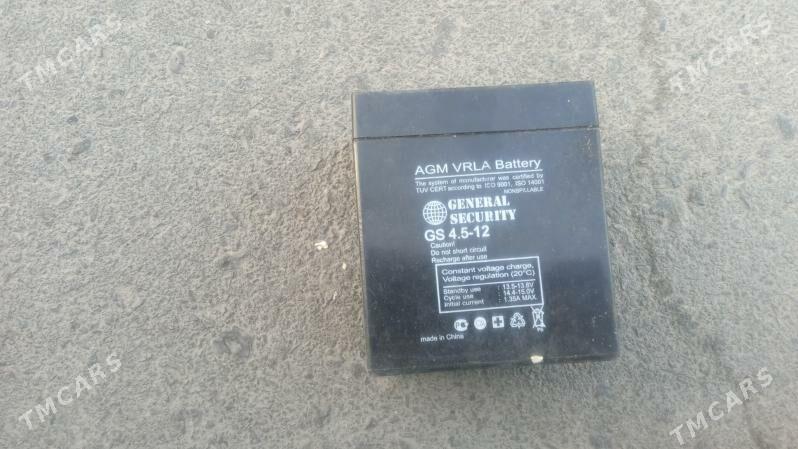 TMCARS
TMCARS
TMCARS
AGM VRLA Battery
The system of manufacturer was certified by
TUV CERT according to ICO 9001, ISO 14001
NONSPILLABLE
GENERAL
SECURITY
GS 4.5-12
Caution!
Do not short circuit
Recharge after use
Constant voltage charge,
Voltage regulation (20°C)
Standby use : 13.5-13.8V
Cycle use : 14.4-15.0V
Initial current : 1.35A MAX.
made in China
TMCARS
TMCARS
TMCARS